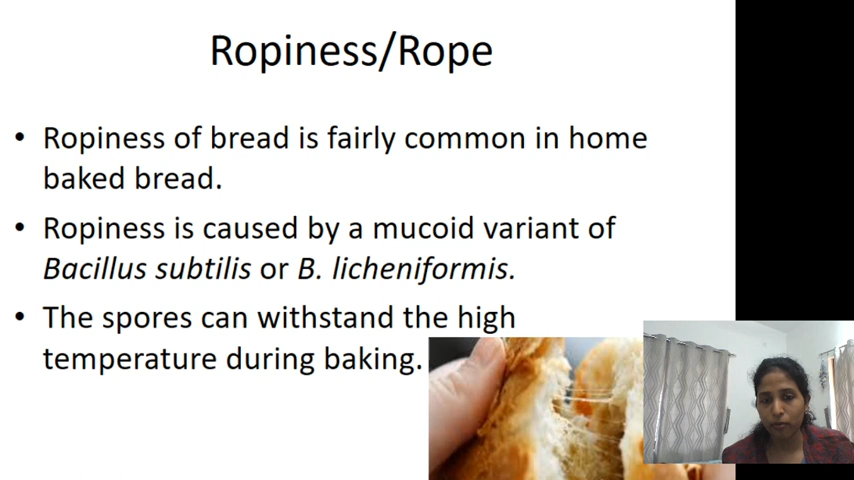 Ropiness/Rope
• Ropiness of bread is fairly common in home
baked bread.
• Ropiness is caused by a mucoid variant of
Bacillus subtilis or B. licheniformis.
• The spores can withstand the high
temperature during baking.